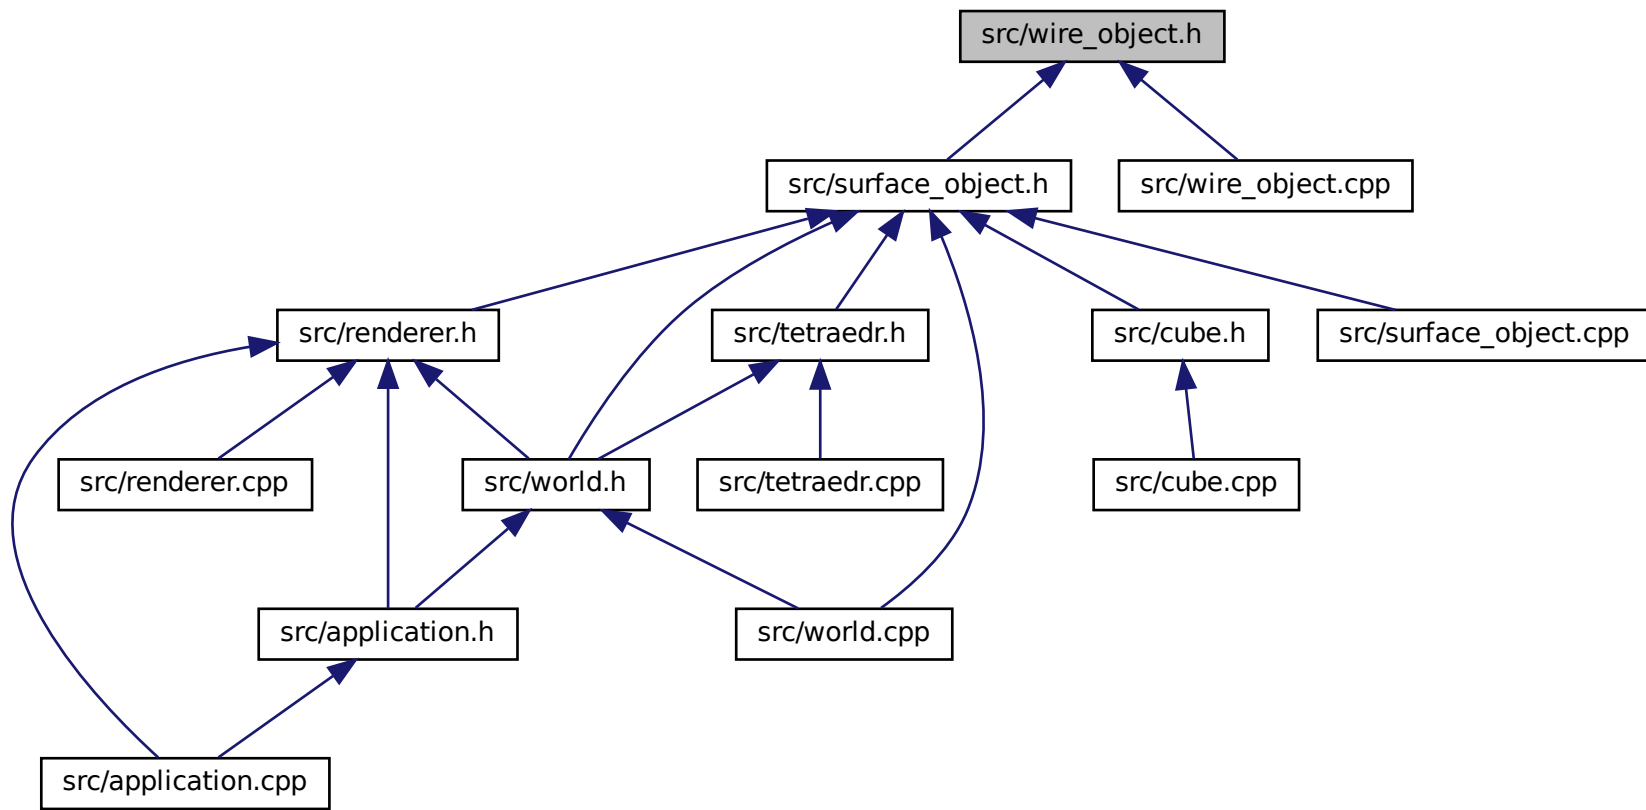 src/wire_object.h
src/surface_object.h
src/wire_object.cpp
src/renderer.h
src/tetraedr.h
src/cube.h
src/surface_object.cpp
src/renderer.cpp
src/world.h
src/tetraedr.cpp
src/cube.cpp
src/application.h
src/world.cpp
src/application.cpp